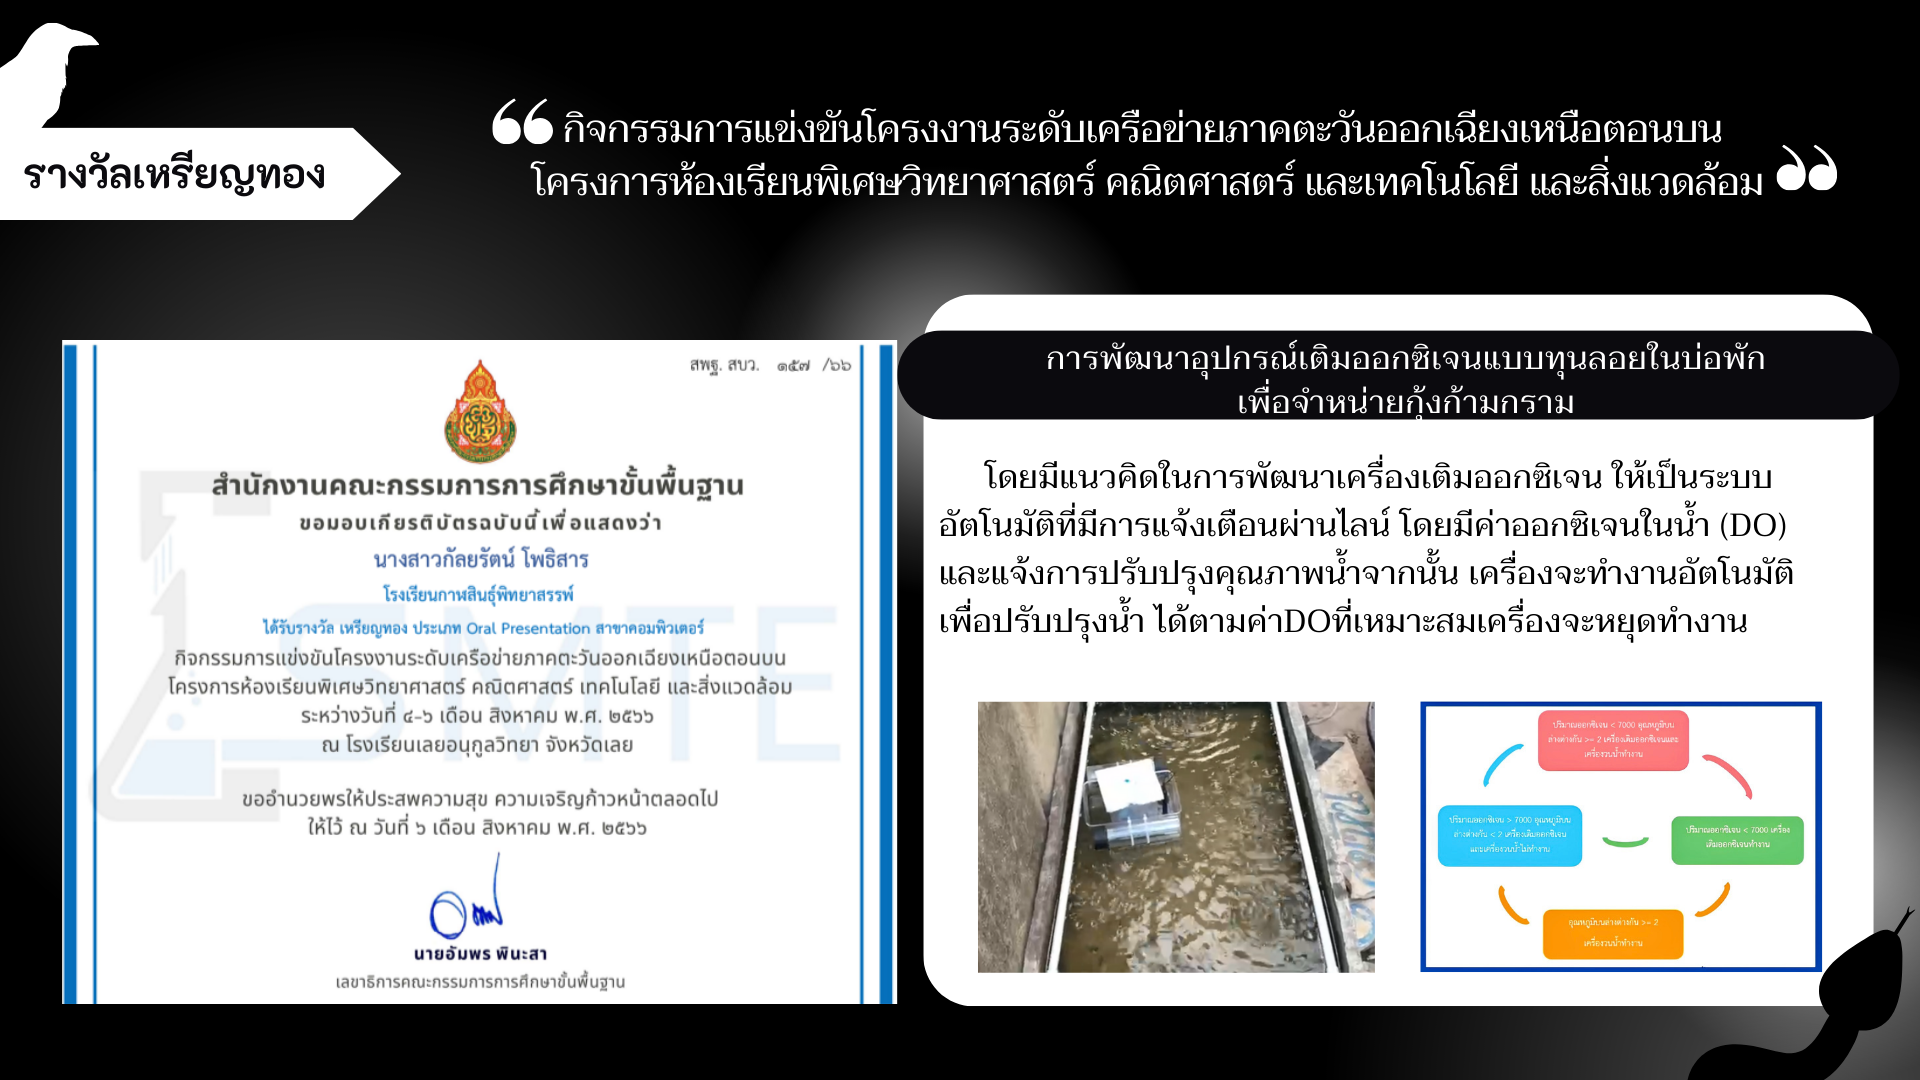 รางวัลเหรียญทอง
“ กิจกรรมการแข่งขันโครงงานระดับเครือข่ายภาคตะวันออกเฉียงเหนือตอนบน
โครงการห้องเรียนพิเศษวิทยาศาสตร์ คณิตศาสตร์ และเทคโนโลยี และสิ่งแวดล้อม ”
สพฐ. สบว. ๑๕๗ /๖๖
สำนักงานคณะกรรมการการศึกษาขั้นพื้นฐาน
ขอมอบเกียรติบัตรฉบับนี้เพื่อแสดงว่า
นางสาวกัลยรัตน์ โพธิสาร
โรงเรียนกาฬสินธุ์พิทยาสรรพ์
ได้รับรางวัล เหรียญทอง ประเภท Oral Presentation สาขาคอมพิวเตอร์
กิจกรรมการแข่งขันโครงงานระดับเครือข่ายภาคตะวันออกเฉียงเหนือตอนบน
โครงการห้องเรียนพิเศษวิทยาศาสตร์ คณิตศาสตร์ เทคโนโลยี และสิ่งแวดล้อม
ระหว่างวันที่ ๔-๖ เดือน สิงหาคม พ.ศ. ๒๕๖๖
ณ โรงเรียนเลยอนุกูลวิทยา จังหวัดเลย
ขออำนวยพรให้ประสพความสุข ความเจริญก้าวหน้าตลอดไป
ให้ไว้ ณ วันที่ ๖ เดือน สิงหาคม พ.ศ. ๒๕๖๖
นายอัมพร พินะสา
เลขาธิการคณะกรรมการการศึกษาขั้นพื้นฐาน
SMTE
การพัฒนาอุปกรณ์เติมออกซิเจนแบบทุนลอยในบ่อพัก
เพื่อจำหน่ายกุ้งก้ามกราม
โดยมีแนวคิดในการพัฒนาเครื่องเติมออกซิเจน ให้เป็นระบบ
อัตโนมัติที่มีการแจ้งเตือนผ่านไลน์ โดยมีค่าออกซิเจนในน้ำ (DO)
และแจ้งการปรับปรุงคุณภาพน้ำจากนั้น เครื่องจะทำงานอัตโนมัติ
เพื่อปรับปรุงน้ำ ได้ตามค่าDOที่เหมาะสมเครื่องจะหยุดทำงาน
ปริมาณออกซิเจน < 7000 อุณหภูมิบน
ล่างต่างกัน >= 2 เครื่องเติมออกซิเจนและ
เครื่องวนน้ำทำงาน
ปริมาณออกซิเจน > 7000 อุณหภูมิบน
ล่างต่างกัน < 2 เครื่องเติมออกซิเจน
และเครื่องวนน้ำไม่ทำงาน
ปริมาณออกซิเจน < 7000 เครื่อง
เติมออกซิเจนทำงาน
อุณหภูมิบนล่างต่างกัน >= 2
เครื่องวนน้ำทำงาน